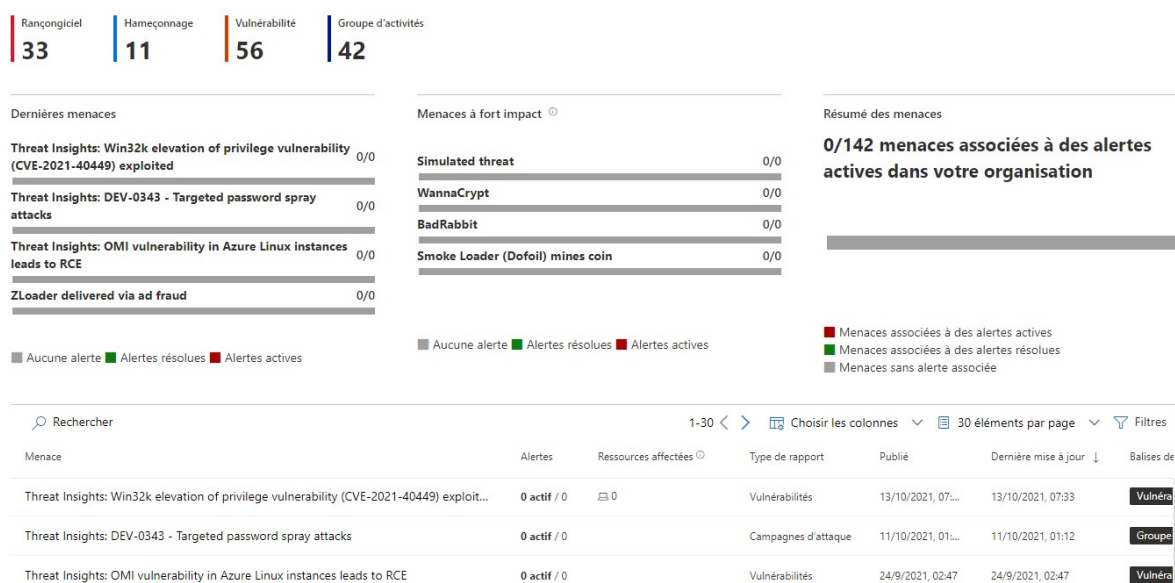 Rançongiciel
33
Hameçonnage
11
Vulnérabilité
56
Groupe d'activités
42
Dernières menaces
Threat Insights: Win32k elevation of privilege vulnerability
(CVE-2021-40449) exploited
0/0
Threat Insights: DEV-0343 - Targeted password spray
attacks
0/0
Threat Insights: OMI vulnerability in Azure Linux instances
leads to RCE
0/0
ZLoader delivered via ad fraud 0/0
Aucune alerte Alertes résolues Alertes actives
Menaces à fort impact
Simulated threat 0/0
WannaCrypt 0/0
BadRabbit 0/0
Smoke Loader (Dofoil) mines coin 0/0
Aucune alerte Alertes résolues Alertes actives
Résumé des menaces
0/142 menaces associées à des alertes
actives dans votre organisation
Menaces associées à des alertes actives
Menaces associées à des alertes résolues
Menaces sans alerte associée
Rechercher 1-30 Choisir les colonnes 30 éléments par page Filtres
Menace Alertes Ressources affectées Type de rapport Publié Dernière mise à jour ↓ Balises de
Threat Insights: Win32k elevation of privilege vulnerability (CVE-2021-40449) exploit... 0 actif / 0 0 Vulnérabilités 13/10/2021, 07:... 13/10/2021, 07:33 Vulnéra
Threat Insights: DEV-0343 - Targeted password spray attacks 0 actif / 0 Campagnes d'attaque 11/10/2021, 01:... 11/10/2021, 01:12 Groupe
Threat Insights: OMI vulnerability in Azure Linux instances leads to RCE 0 actif / 0 Vulnérabilités 24/9/2021, 02:47 24/9/2021, 02:47 Vulnéra